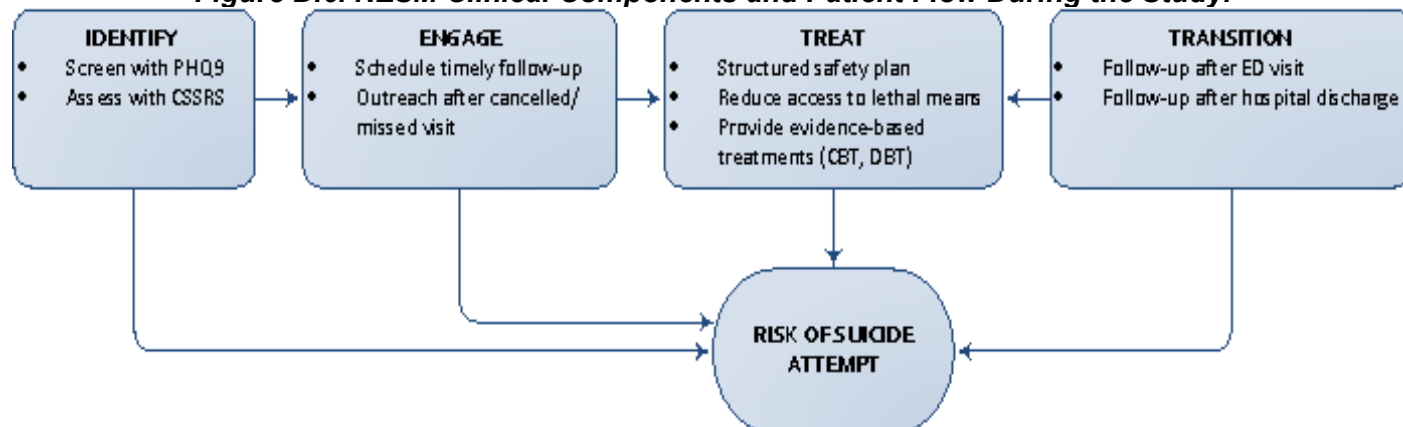 Figure Clinical Components and Patient Flow During the Study.
IDENTIFY
• Screen with PHQ9
• Assess with CSSRS
ENGAGE
• Schedule timely follow-up
• Outreach after cancelled/
missed visit
TREAT
• Structured safety plan
• Reduce access to lethal means
• Provide evidence-based
treatments (CBT, DBT)
TRANSITION
• Follow-up after ED visit
• Follow-up after hospital discharge
RISK OF SUICIDE
ATTEMPT